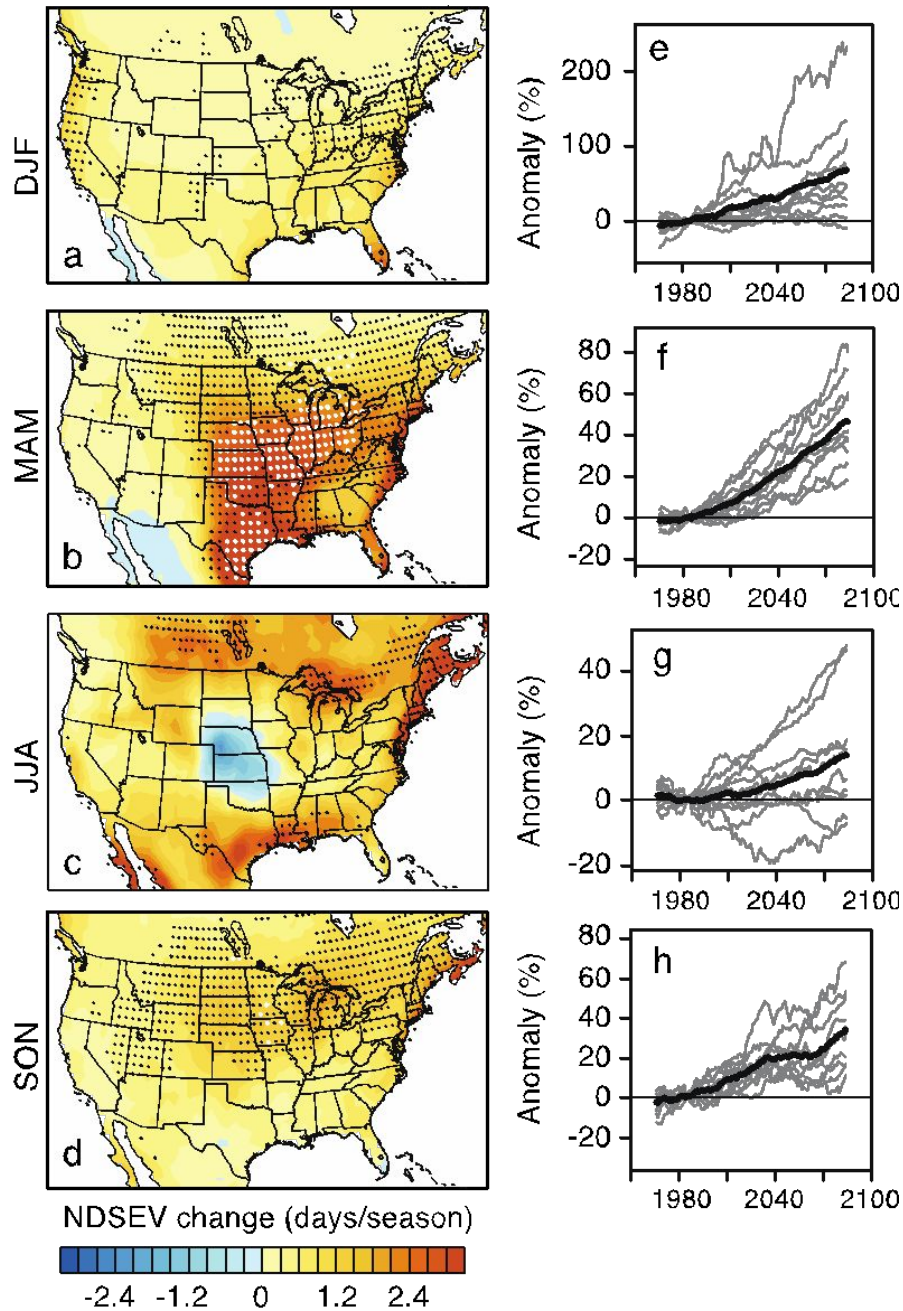 DJF
a
MAM
b
JJA
c
SON
d
NDSEV change (days/season)
-2.4 -1.2 0 1.2 2.4
e
Anomaly (%)
200
100
0
1980 2040 2100
f
Anomaly (%)
80
60
40
20
0
-20
1980 2040 2100
g
Anomaly (%)
40
20
0
-20
1980 2040 2100
h
Anomaly (%)
80
60
40
20
0
-20
1980 2040 2100